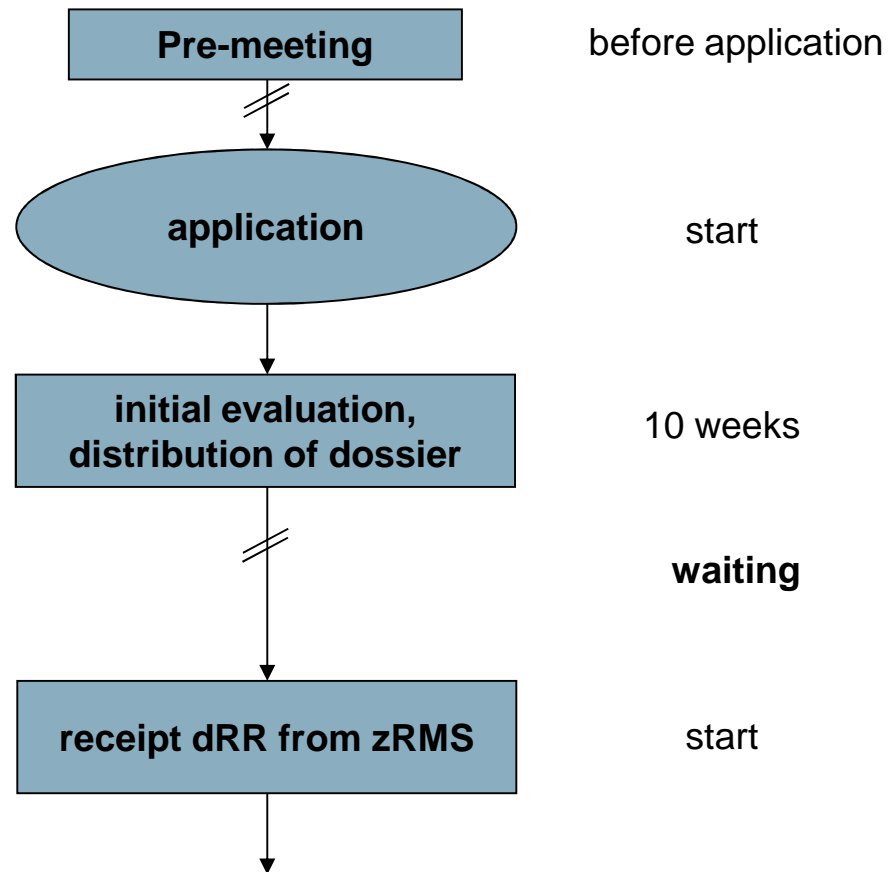 Pre-meeting
before application
application
start
initial evaluation,
distribution of dossier
10 weeks
waiting
receipt dRR from zRMS
start